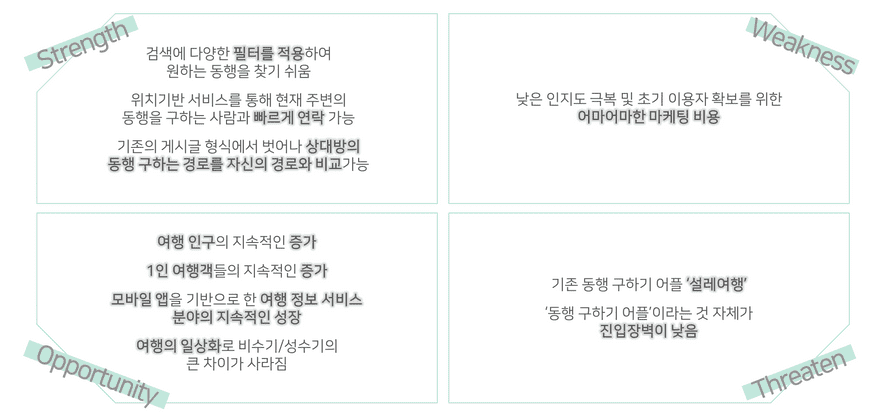 Strength
검색에 다양한 필터를 적용하여
원하는 동행을 찾기 쉬움
위치기반 서비스를 통해 현재 주변의
동행을 구하는 사람과 빠르게 연락 가능
기존의 게시글 형식에서 벗어나 상대방의
동행 구하는 경로를 자신의 경로와 비교가능
Weakness
낮은 인지도 극복 및 초기 이용자 확보를 위한
어마어마한 마케팅 비용
여행 인구의 지속적인 증가
1인 여행객들의 지속적인 증가
모바일 앱을 기반으로 한 여행 정보 서비스
분야의 지속적인 성장
여행의 일상화로 비수기/성수기의
큰 차이가 사라짐
Opportunity
기존 동행 구하기 어플 ‘설레여행’
‘동행 구하기 어플’이라는 것 자체가
진입장벽이 낮음
Threaten